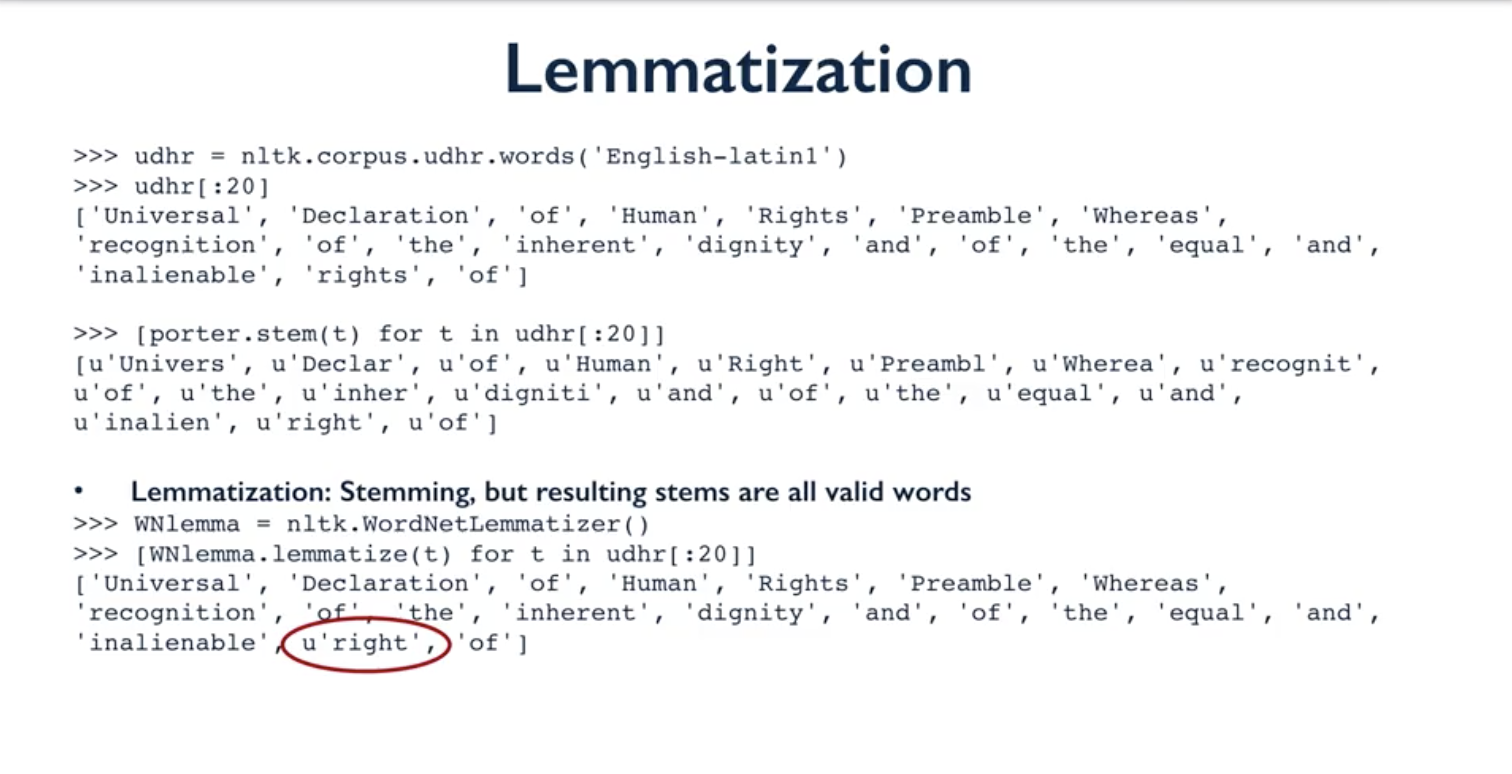 Lemmatization
>>> udhr = nltk.corpus.udhr.words('English-latin1')
>>> udhr[:20]
['Universal', 'Declaration', 'of', 'Human', 'Rights', 'Preamble', 'Whereas',
'recognition', 'of', 'the', 'inherent', 'dignity', 'and', 'of', 'the', 'equal', 'and',
'inalienable', 'rights', 'of']
>>> [porter.stem(t) for t in udhr[:20]]
[u'Univers', u'Declar', u'of', u'Human', u'Right', u'Preambl', u'Wherea', u'recognit',
u'of', u'the', u'inher', u'digniti', u'and', u'of', u'the', u'equal', u'and',
u'inalien', u'right', u'of']
• Lemmatization: Stemming, but resulting stems are all valid words
>>> WNlemma = nltk.WordNetLemmatizer()
>>> [WNlemma.lemmatize(t) for t in udhr[:20]]
['Universal', 'Declaration', 'of', 'Human', 'Rights', 'Preamble', 'Whereas',
'recognition', 'of', 'the', 'inherent', 'dignity', 'and', 'of', 'the', 'equal', 'and',
'inalienable', u'right', 'of']